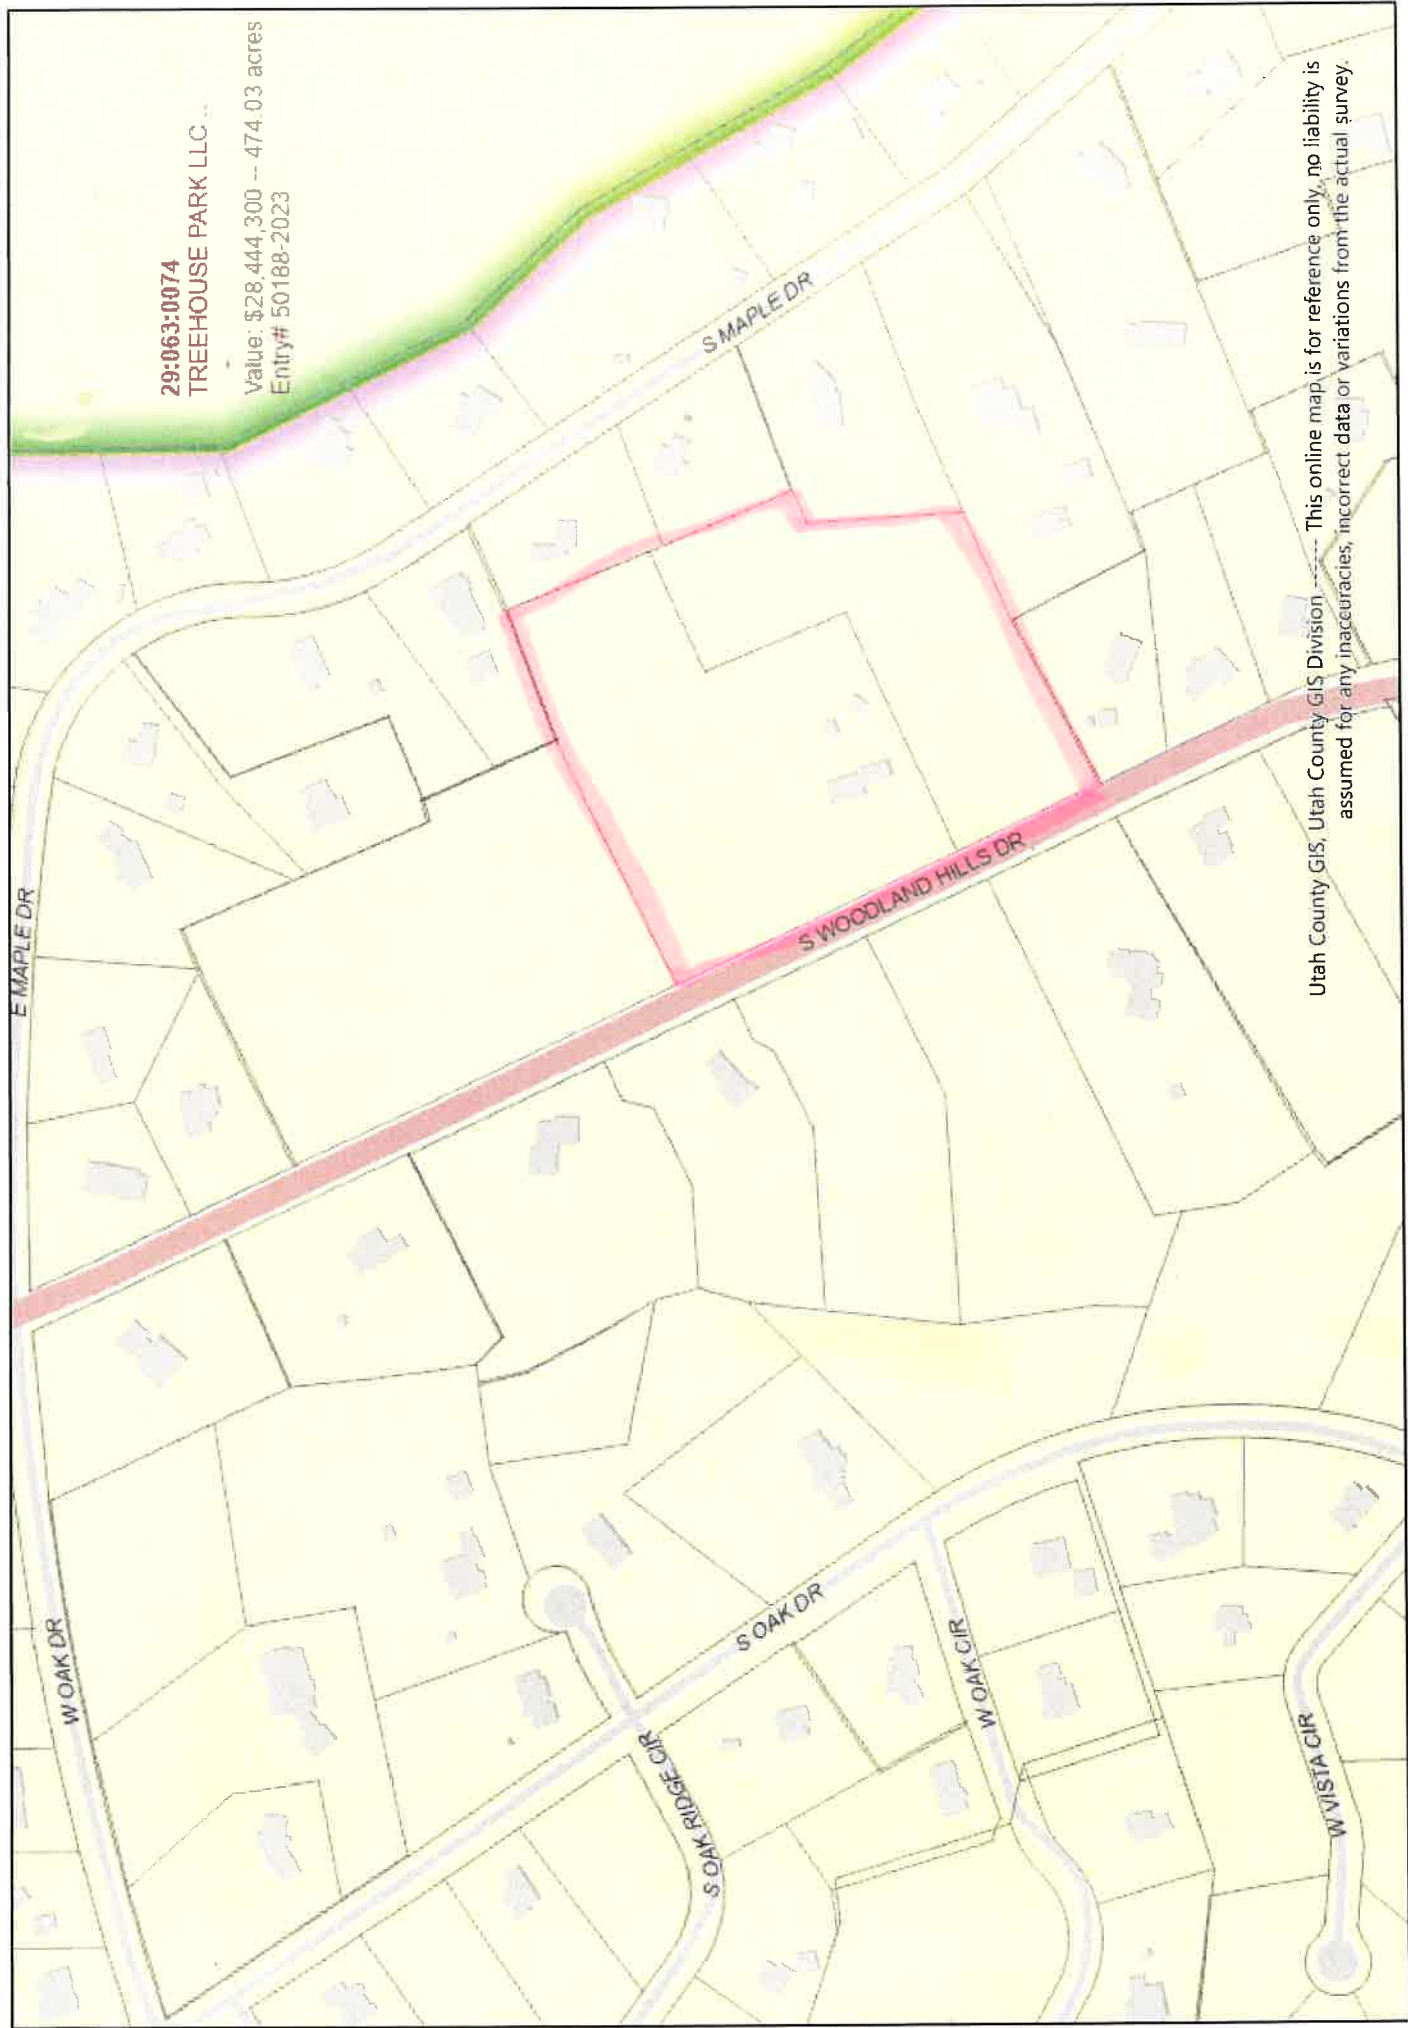 29:063:0074
TREEHOUSE PARK LLC ..
Value: $28,444,300 -- 474.03 acres
Entry# 50188-2023
E MAPLE DR
S MAPLE DR
S WOODLAND HILLS DR
W OAK DR
S OAK DR
S OAK RIDGE CIR
W OAK CIR
W VISTA CIR
Utah County GIS, Utah County GIS Division ------ This online map is for reference only, no liability is
assumed for any inaccuracies, incorrect data or variations from the actual survey.